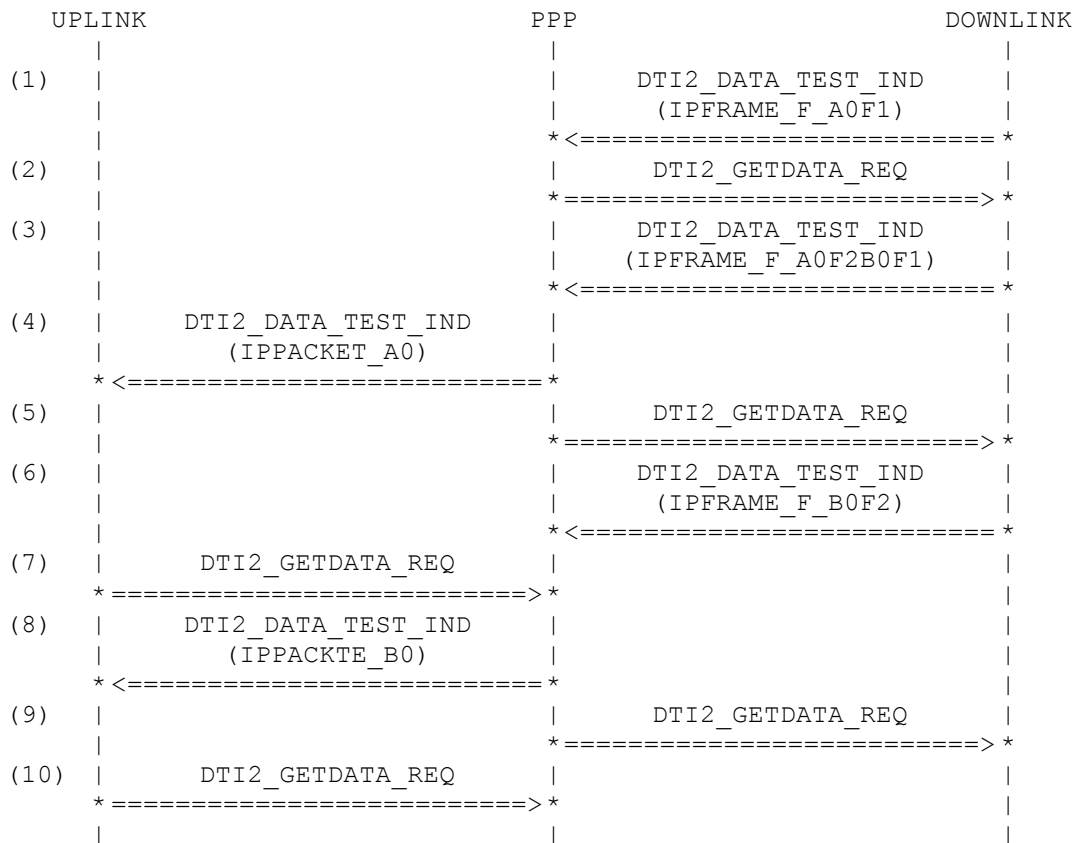 UPLINK PPP DOWNLINK
| | |
(1) | | DTI2_DATA_TEST_IND |
| | (IPFRAME_F_A0F1) |
| *<==========================*
(2) | | DTI2_GETDATA_REQ |
| *==========================>*
(3) | | DTI2_DATA_TEST_IND |
| | (IPFRAME_F_A0F2B0F1) |
| *<==========================*
(4) | DTI2_DATA_TEST_IND | |
| (IPPACKET_A0) | |
*<==========================* |
(5) | | DTI2_GETDATA_REQ |
| *==========================>*
(6) | | DTI2_DATA_TEST_IND |
| | (IPFRAME_F_B0F2) |
| *<==========================*
(7) | DTI2_GETDATA_REQ | |
*==========================>* |
(8) | DTI2_DATA_TEST_IND | |
| (IPPACKTE_B0) | |
*<==========================* |
(9) | | DTI2_GETDATA_REQ |
| *==========================>*
(10) | DTI2_GETDATA_REQ | |
*==========================>* |
| | |